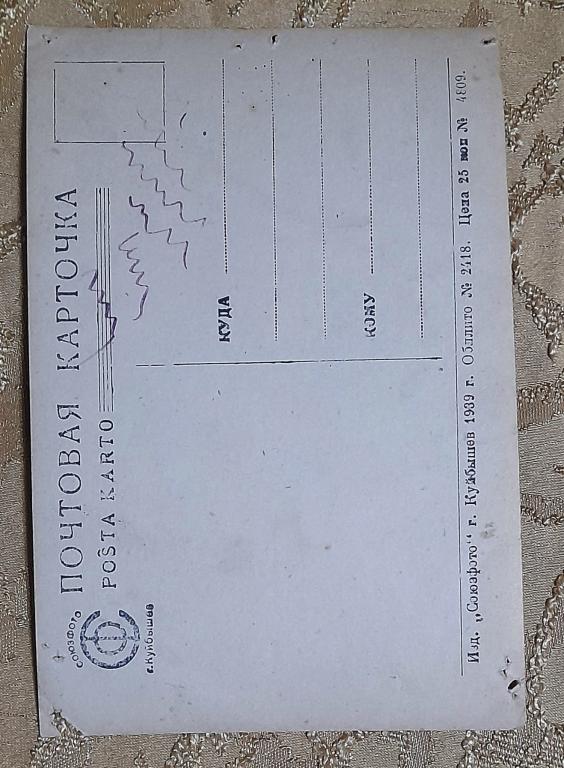 СОЮЗФОТО
г. Куйбышев
ПОЧТОВАЯ КАРТОЧКА
POŜTA KARTO
КУДА
КОМУ
Изд. „Союзфото“ г. Куйбышев 1939 г. Обллито № 2418. Цена 25 коп № 4809.